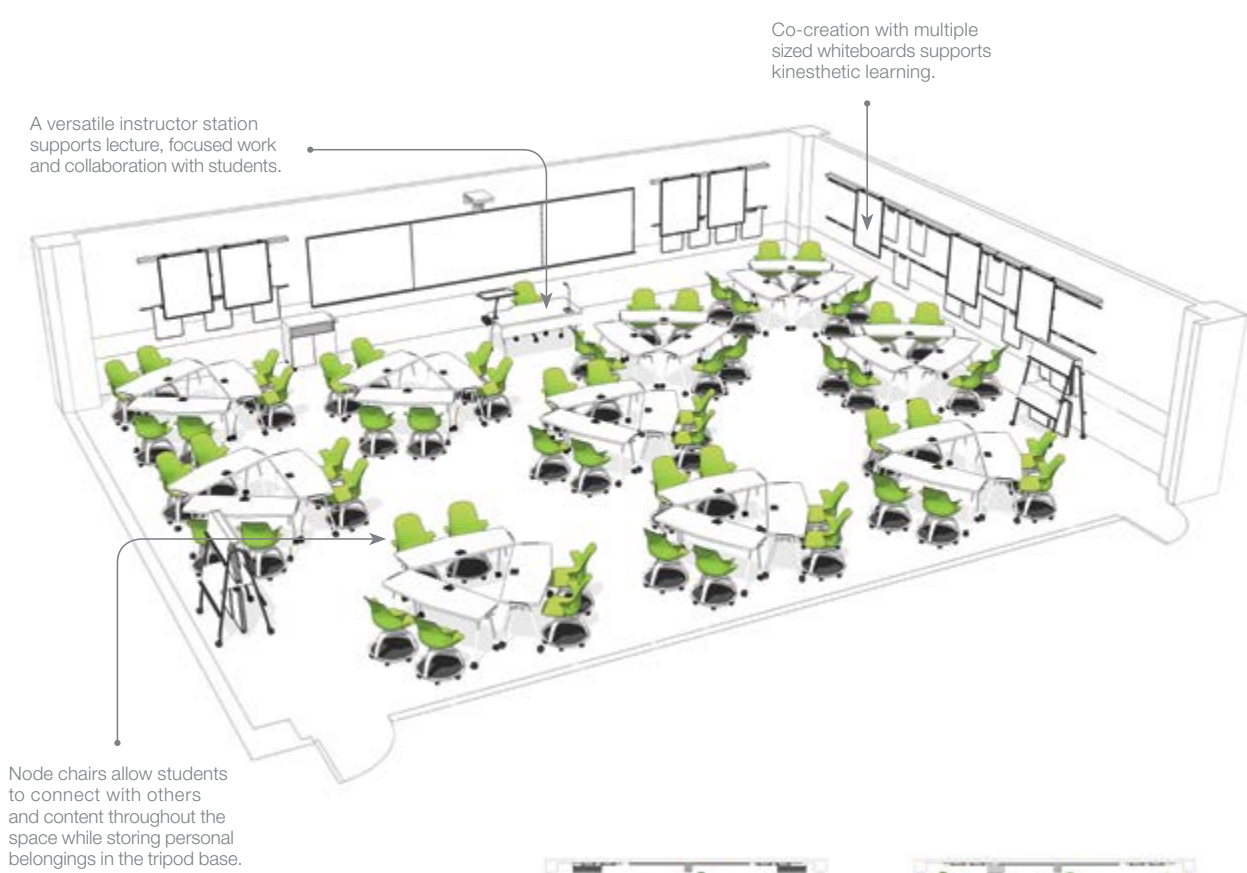 Co-creation with multiple
sized whiteboards supports
kinesthetic learning.
A versatile instructor station
supports lecture, focused work
and collaboration with students.
Node chairs allow students
to connect with others
and content throughout the
space while storing personal
belongings in the tripod base.